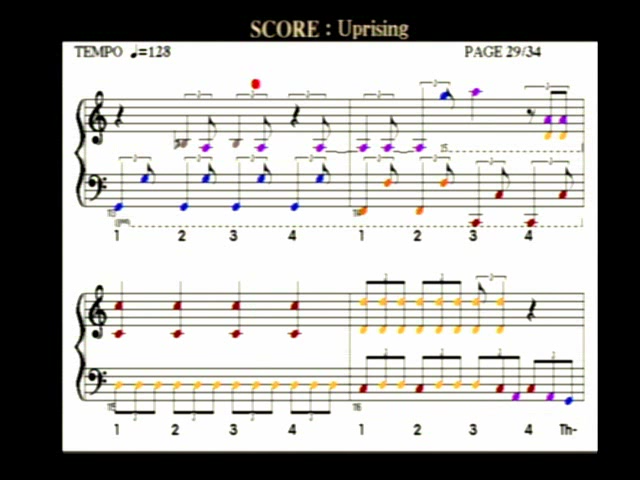 SCORE : Uprising
TEMPO ♩=128 PAGE 29/34
1 2 3 4 1 2 3 4
1 2 3 4 1 2 3 4 Th-